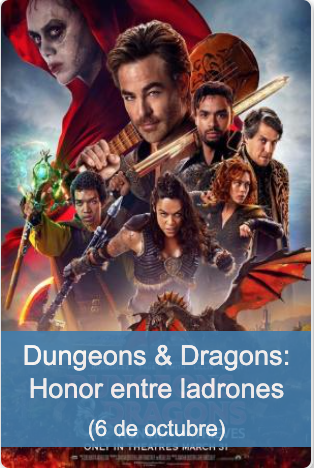 Dungeons & Dragons:
Honor entre ladrones
(6 de octubre)
ONLY IN THEATRES MARCH 31